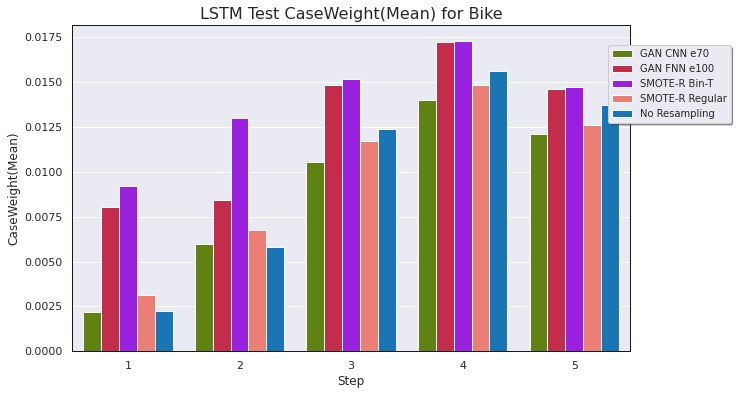 LSTM Test CaseWeight(Mean) for Bike
CaseWeight(Mean)
0.0175
0.0150
0.0125
0.0100
0.0075
0.0050
0.0025
0.0000
1 2 3 4 5
Step
GAN CNN e70
GAN FNN e100
SMOTE-R Bin-T
SMOTE-R Regular
No Resampling